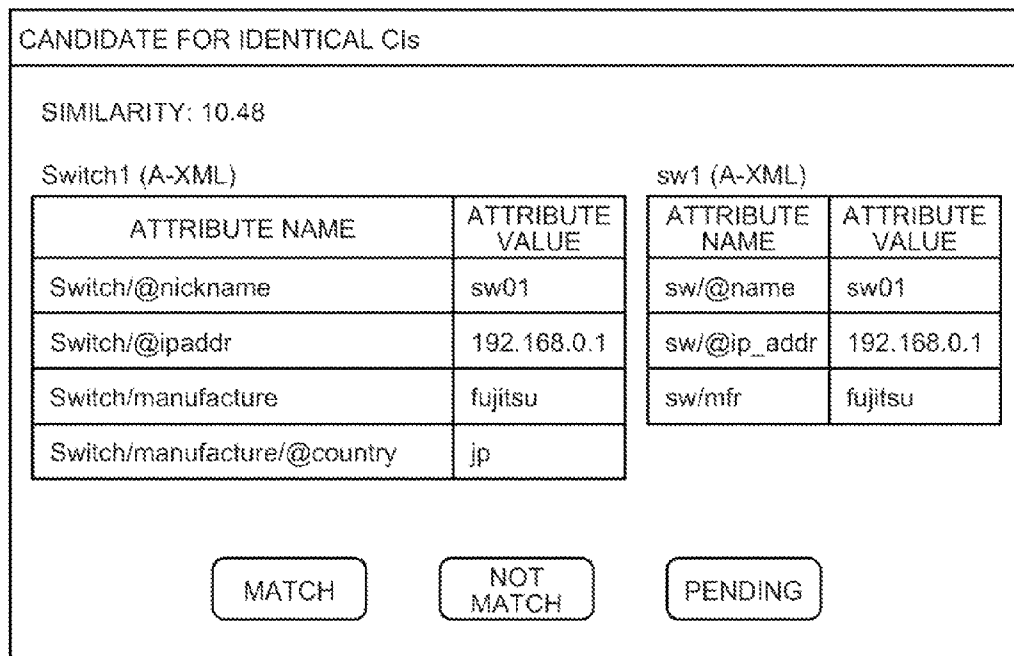 CANDIDATE FOR IDENTICAL CIs
SIMILARITY: 10.48
Switch1 (A-XML)
ATTRIBUTE NAME ATTRIBUTE VALUE
Switch/@nickname sw01
Switch/@ipaddr 192.168.0.1
Switch/manufacture fujitsu
Switch/manufacture/@country jp
sw1 (A-XML)
ATTRIBUTE NAME ATTRIBUTE VALUE
sw/@name sw01
sw/@ip_addr 192.168.0.1
sw/mfr fujitsu
MATCH
NOT MATCH
PENDING